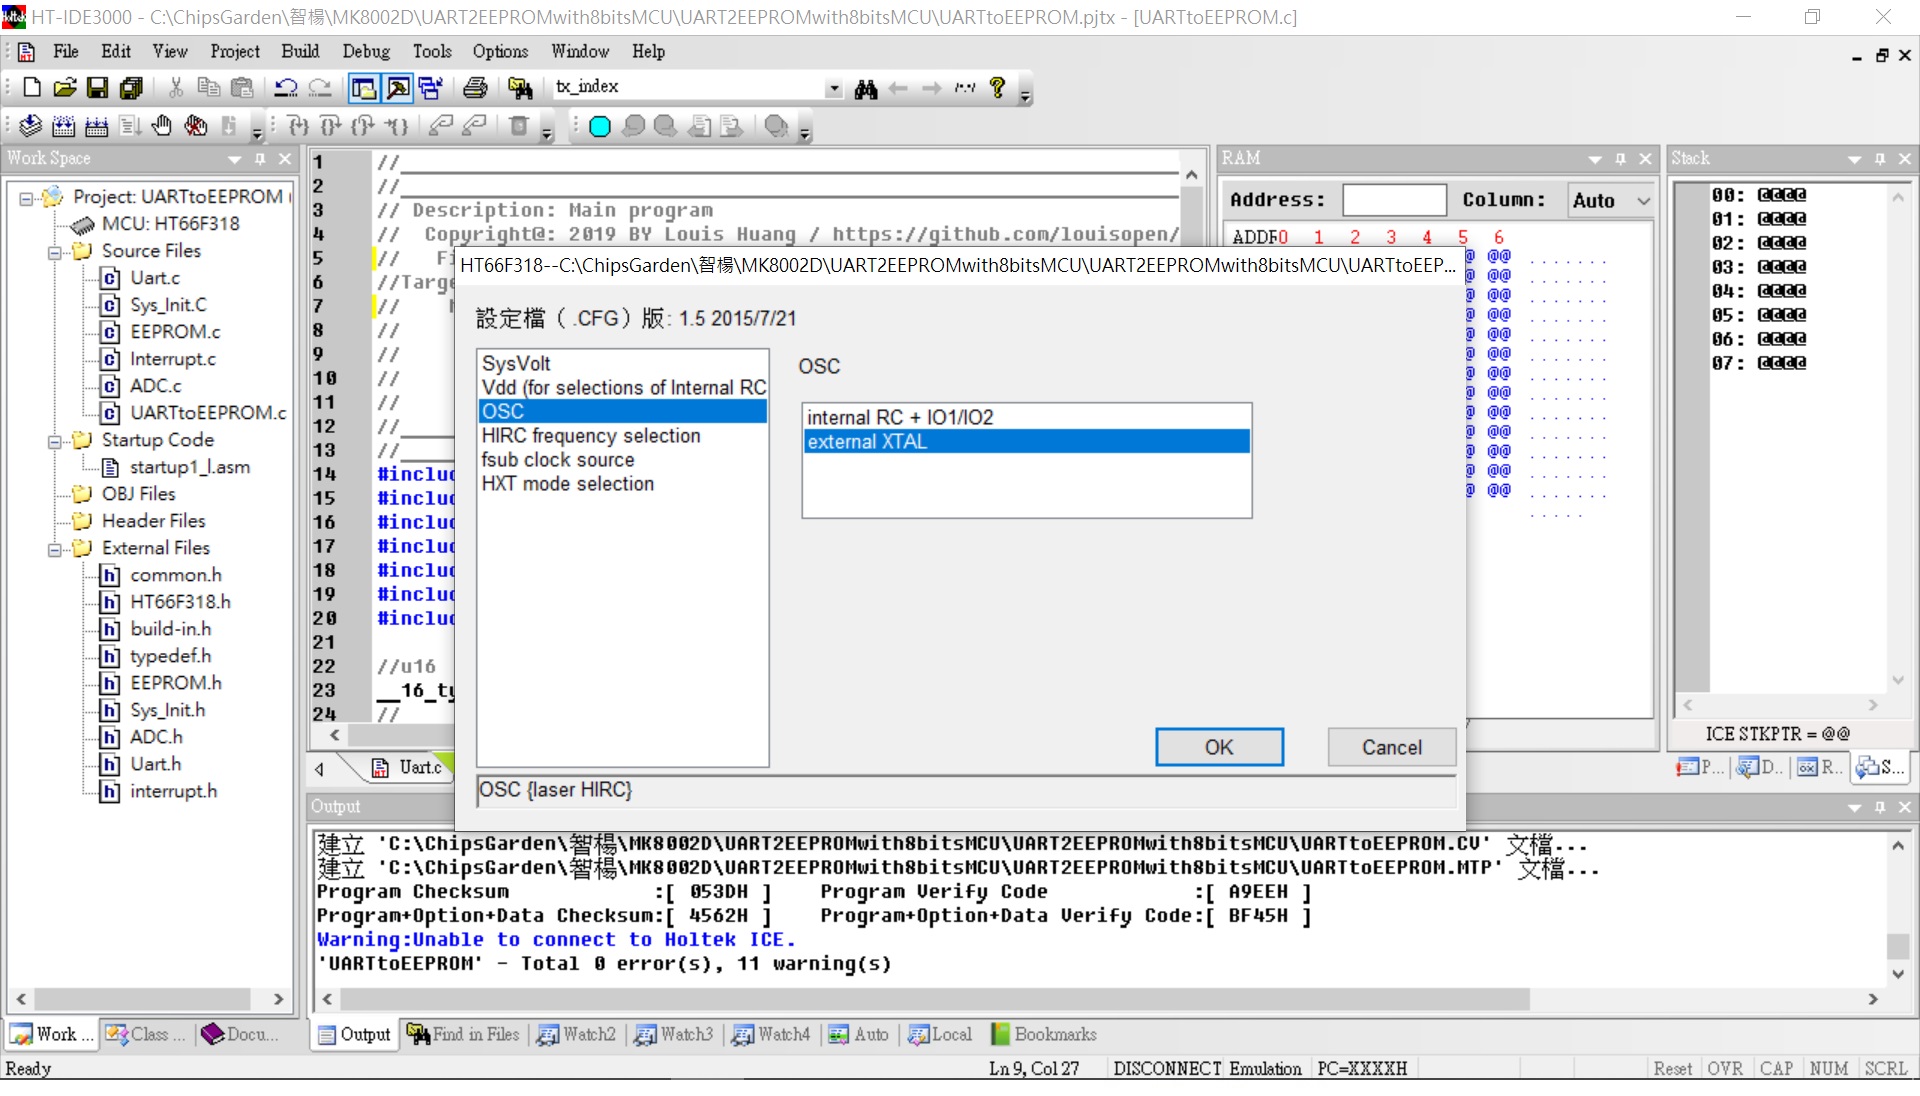 HT-IDE3000 - C:\ChipsGarden\智楊\MK8002D\UART2EEPROMwith8bitsMCU\UART2EEPROMwith8bitsMCU\UARTtoEEPROM.pjtx - [UARTtoEEPROM.c]
File Edit View Project Build Debug Tools Options Window Help
tx_index
Work Space
Project: UARTtoEEPROM (
MCU: HT66F318
Source Files
Uart.c
Sys_Init.C
EEPROM.c
Interrupt.c
ADC.c
UARTtoEEPROM.c
Startup Code
startup1_l.asm
OBJ Files
Header Files
External Files
common.h
HT66F318.h
build-in.h
typedef.h
EEPROM.h
Sys_Init.h
ADC.h
Uart.h
interrupt.h
Work ... Class ... Docu...
1 //
2 //
3 // Description: Main program
4 // Copyright@: 2019 BY Louis Huang / https://github.com/louisopen/
5 // Fi
6 //Targe
7 //
8 //
9 //
10 //
11 //
12 //
13 //
14 #includ
15 #includ
16 #includ
17 #includ
18 #includ
19 #includ
20 #includ
21
22 //u16
23 __16_ty
24 //
Uart.c
HT66F318--C:\ChipsGarden\智楊\MK8002D\UART2EEPROMwith8bitsMCU\UART2EEPROMwith8bitsMCU\UARTtoEEP...
設定檔（ .CFG）版: 1.5 2015/7/21
SysVolt
Vdd (for selections of Internal RC
OSC
HIRC frequency selection
fsub clock source
HXT mode selection
OSC
internal RC + IO1/IO2
external XTAL
OK Cancel
OSC {laser HIRC}
RAM
Address: Column: Auto
ADDR 0 1 2 3 4 5 6
@ @@ .......
@ @@ .......
@ @@ .......
@ @@ .......
@ @@ .......
@ @@ .......
@ @@ .......
@ @@ .......
@ @@ .......
@ @@ .......
@ @@ .......
@ @@ .......
@ @@ .......
.....
Stack
00: @@@@
01: @@@@
02: @@@@
03: @@@@
04: @@@@
05: @@@@
06: @@@@
07: @@@@
ICE STKPTR = @@
P... D.. R.. S...
Output
建立 'C:\ChipsGarden\智楊\MK8002D\UART2EEPROMwith8bitsMCU\UART2EEPROMwith8bitsMCU\UARTtoEEPROM.CV' 文檔...
建立 'C:\ChipsGarden\智楊\MK8002D\UART2EEPROMwith8bitsMCU\UART2EEPROMwith8bitsMCU\UARTtoEEPROM.MTP' 文檔...
Program Checksum :[ 053DH ] Program Verify Code :[ A9EEH ]
Program+Option+Data Checksum:[ 4562H ] Program+Option+Data Verify Code:[ BF45H ]
Warning:Unable to connect to Holtek ICE.
'UARTtoEEPROM' - Total 0 error(s), 11 warning(s)
Output Find in Files Watch2 Watch3 Watch4 Auto Local Bookmarks
Ready Ln 9, Col 27 DISCONNECT Emulation PC=XXXXH Reset OVR CAP NUM SCRL